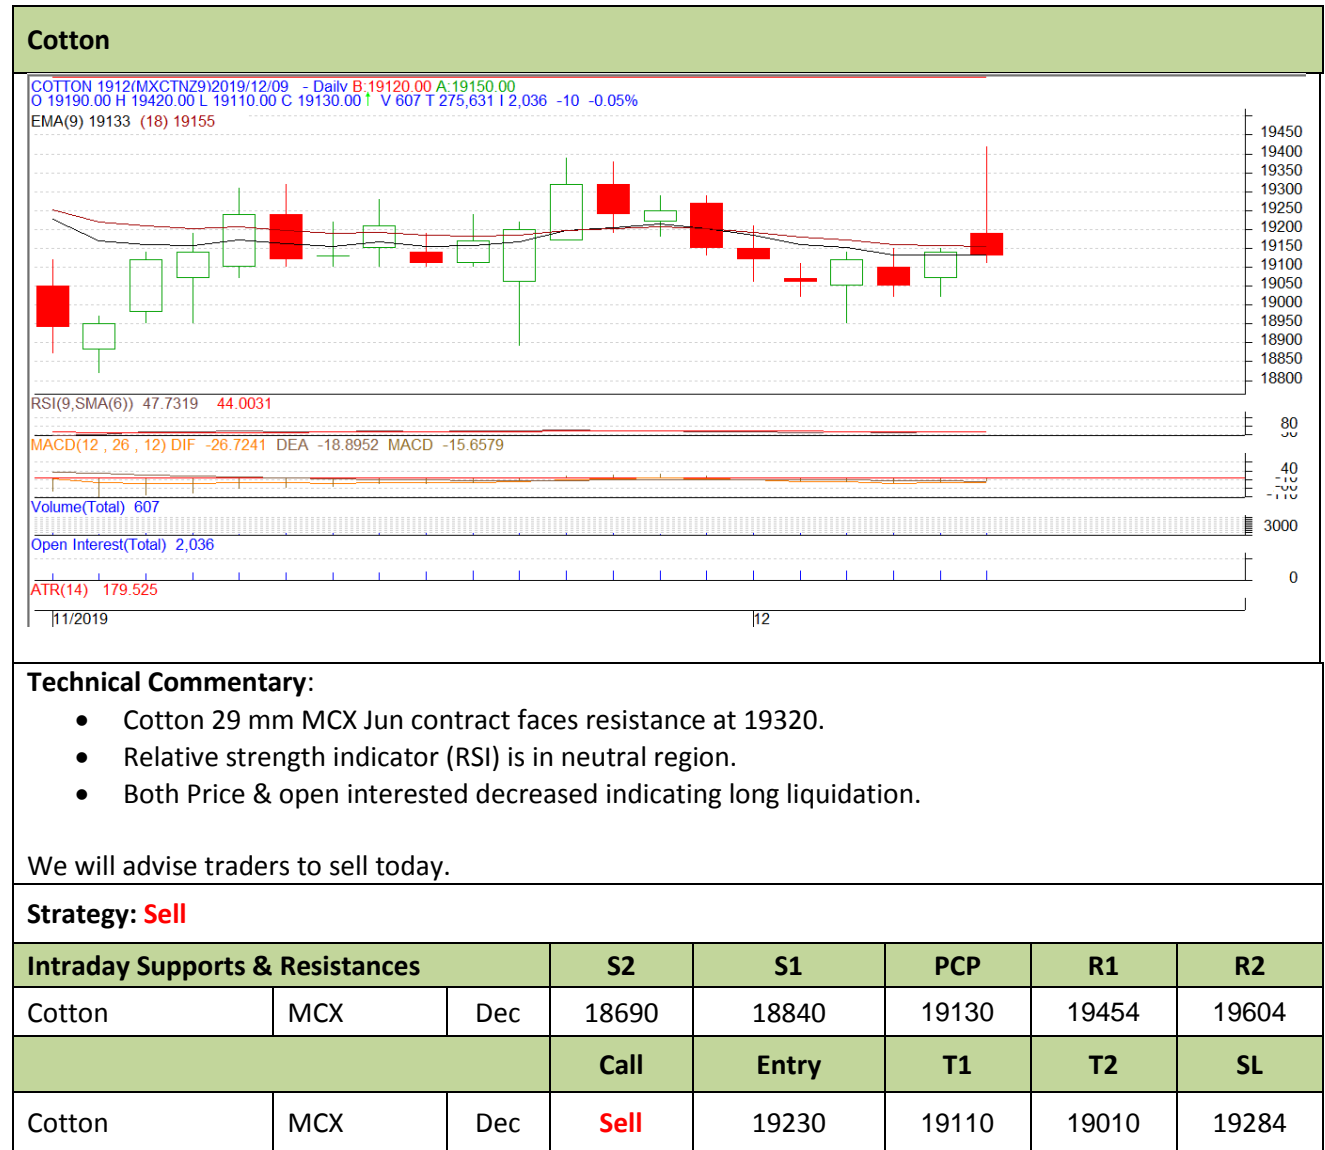 Cotton
COTTON 1912(MXCTNZ9)2019/12/09 - Daily B:19120.00 A:19150.00
O 19190.00 H 19420.00 L 19110.00 C 19130.00↑ V 607 T 275,631 I 2,036 -10 -0.05%
EMA(9) 19133 (18) 19155
19450
19400
19350
19300
19250
19200
19150
19100
19050
19000
18950
18900
18850
18800
RSI(9,SMA(6)) 47.7319 44.0031
80
MACD(12 , 26 , 12) DIF -26.7241 DEA -18.8952 MACD -15.6579
40
Volume(Total) 607
3000
Open Interest(Total) 2,036
0
ATR(14) 179.525
11/2019 12
Technical Commentary:
• Cotton 29 mm MCX Jun contract faces resistance at 19320.
• Relative strength indicator (RSI) is in neutral region.
• Both Price & open interested decreased indicating long liquidation.
We will advise traders to sell today.
Strategy: Sell
Intraday Supports & Resistances S2 S1 PCP R1 R2
Cotton MCX Dec 18690 18840 19130 19454 19604
Call Entry T1 T2 SL
Cotton MCX Dec Sell 19230 19110 19010 19284